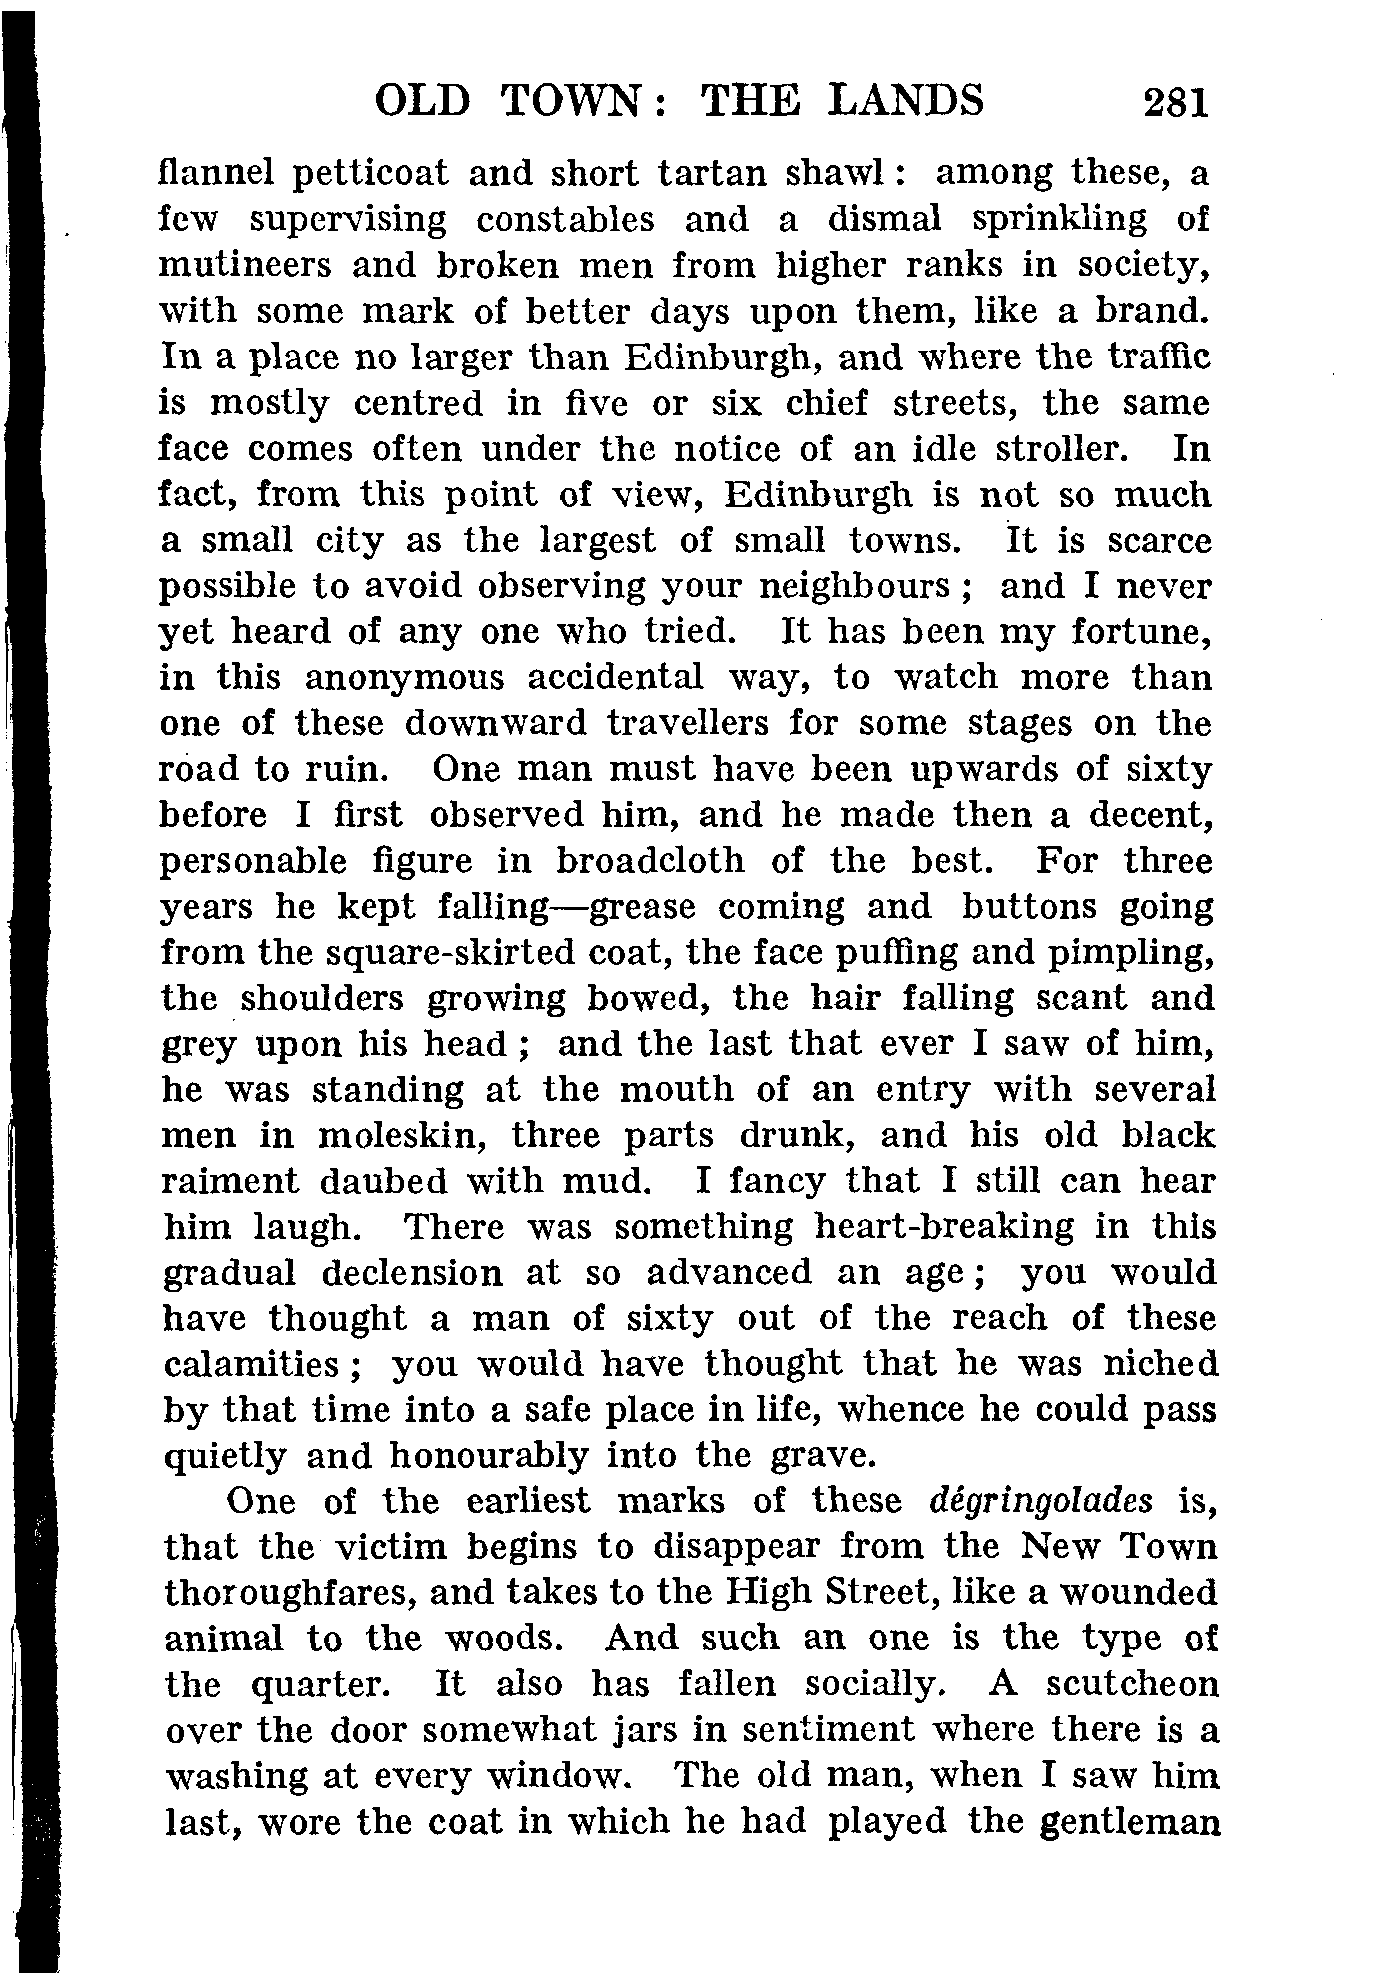 OLD TOWN: THE LANDS 281
flannel petticoat and short tartan shawl: among these, a
few supervising constables and a dismal sprinkling of
mutineers and broken men from higher ranks in society,
with some mark of better days upon them, like a brand.
In a place no larger than Edinburgh, and where the traffic
is mostly centred in five or six chief streets, the same
face comes often under the notice of an idle stroller. In
fact, from this point of view, Edinburgh is not so much
a small city as the largest of small towns. It is scarce
possible to avoid observing your neighbours; and I never
yet heard of any one who tried. It has been my fortune,
in this anonymous accidental way, to watch more than
one of these downward travellers for some stages on the
road to ruin. One man must have been upwards of sixty
before I first observed him, and he made then a decent,
personable figure in broadcloth of the best. For three
years he kept falling—grease coming and buttons going
from the square-skirted coat, the face puffing and pimpling,
the shoulders growing bowed, the hair falling scant and
grey upon his head; and the last that ever I saw of him,
he was standing at the mouth of an entry with several
men in moleskin, three parts drunk, and his old black
raiment daubed with mud. I fancy that I still can hear
him laugh. There was something heart-breaking in this
gradual declension at so advanced an age; you would
have thought a man of sixty out of the reach of these
calamities; you would have thought that he was niched
by that time into a safe place in life, whence he could pass
quietly and honourably into the grave.
One of the earliest marks of these dégringolades is,
that the victim begins to disappear from the New Town
thoroughfares, and takes to the High Street, like a wounded
animal to the woods. And such an one is the type of
the quarter. It also has fallen socially. A scutcheon
over the door somewhat jars in sentiment where there is a
washing at every window. The old man, when I saw him
last, wore the coat in which he had played the gentleman